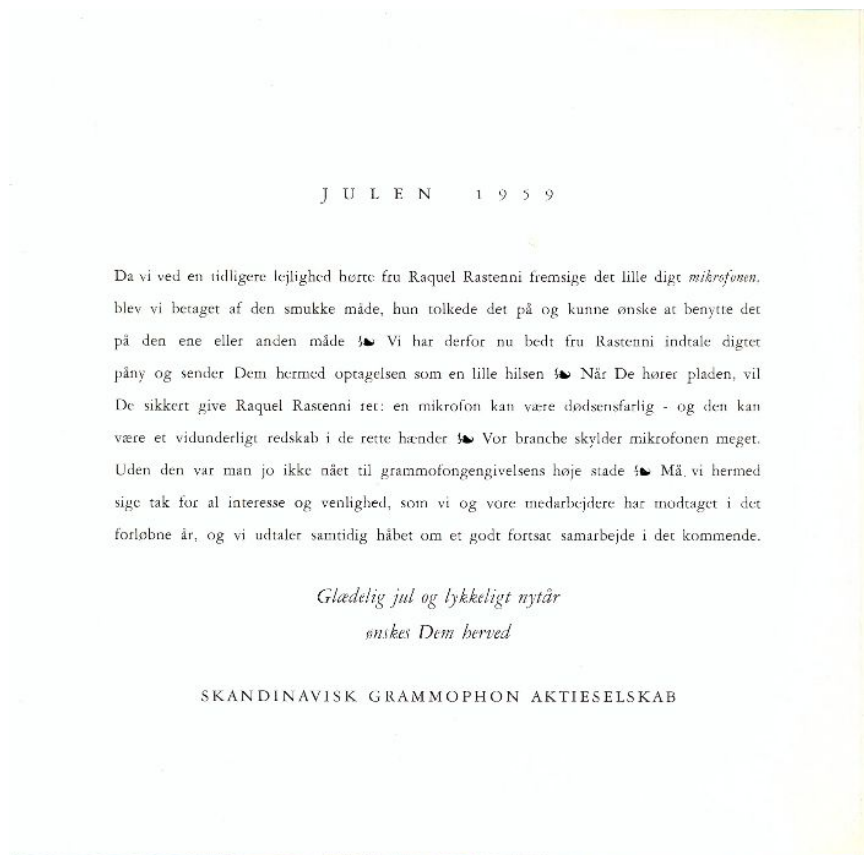 JULEN 1959
Da vi ved en tidligere lejlighed hørte fru Raquel Rastenni fremsige det lille digt mikrofonen,
blev vi betaget af den smukke måde, hun tolkede det på og kunne ønske at benytte det
på den ene eller anden måde ❧ Vi har derfor nu bedt fru Rastenni indtale digtet
påny og sender Dem hermed optagelsen som en lille hilsen ❧ Når De hører pladen, vil
De sikkert give Raquel Rastenni ret: en mikrofon kan være dødsensfarlig - og den kan
være et vidunderligt redskab i de rette hænder ❧ Vor branche skylder mikrofonen meget.
Uden den var man jo ikke nået til grammofongengivelsens høje stade ❧ Må vi hermed
sige tak for al interesse og venlighed, som vi og vore medarbejdere har modtaget i det
forløbne år, og vi udtaler samtidig håbet om et godt fortsat samarbejde i det kommende.
Glædelig jul og lykkeligt nytår
ønskes Dem herved
SKANDINAVISK GRAMMOPHON AKTIESELSKAB